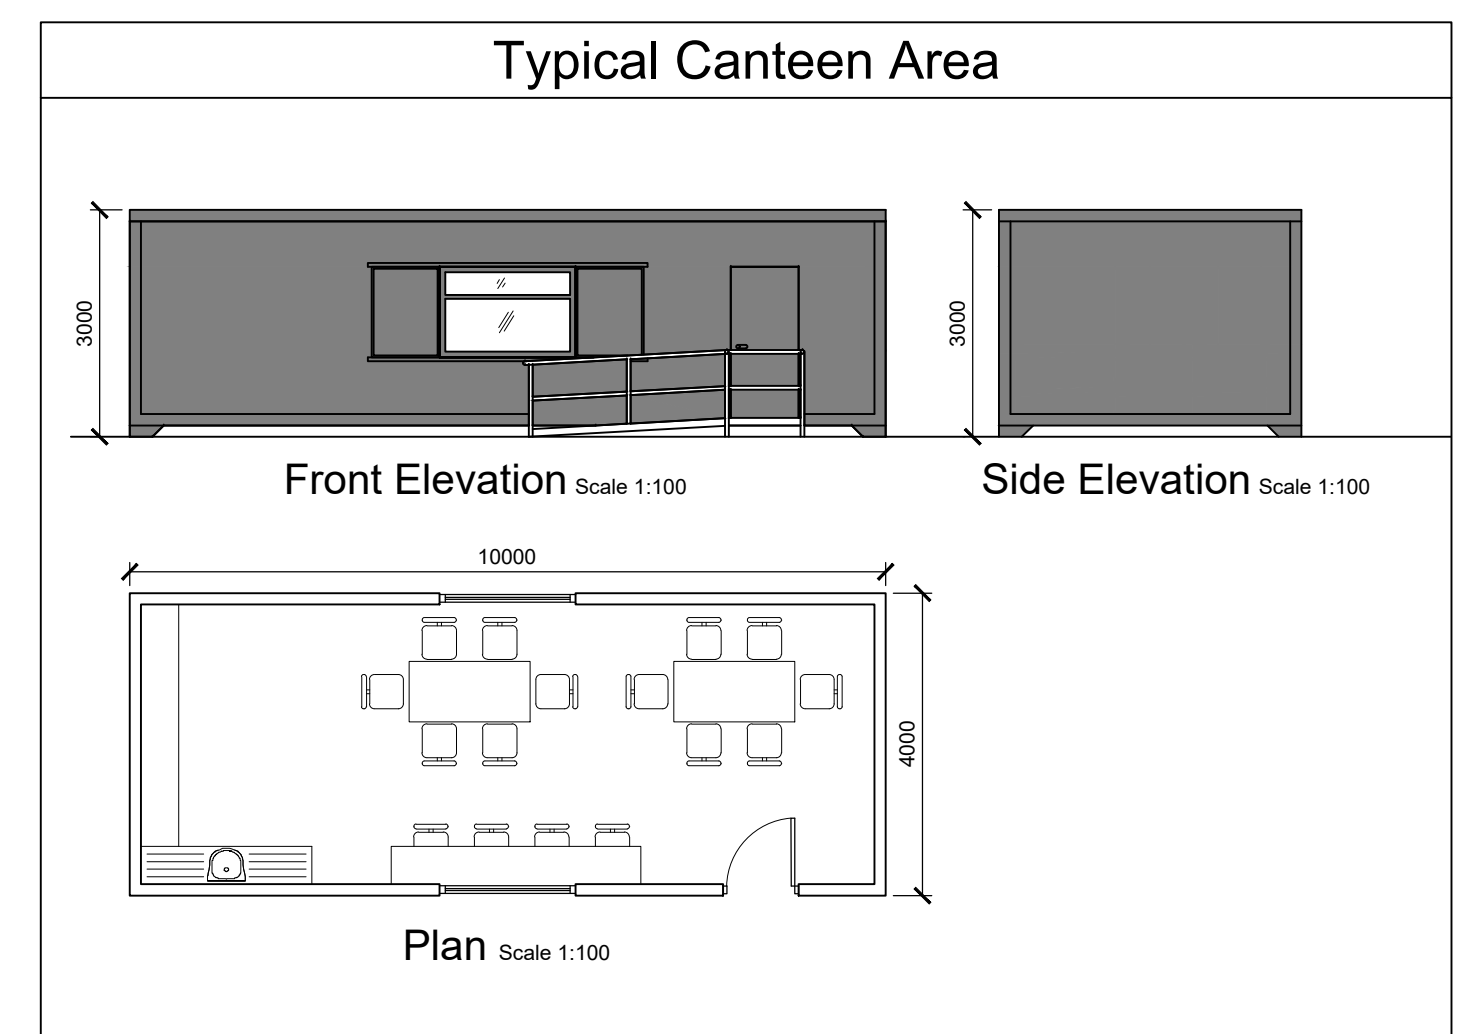 Typical Canteen Area
3000
3000
Front Elevation Scale 1:100
Side Elevation Scale 1:100
10000
4000
Plan Scale 1:100